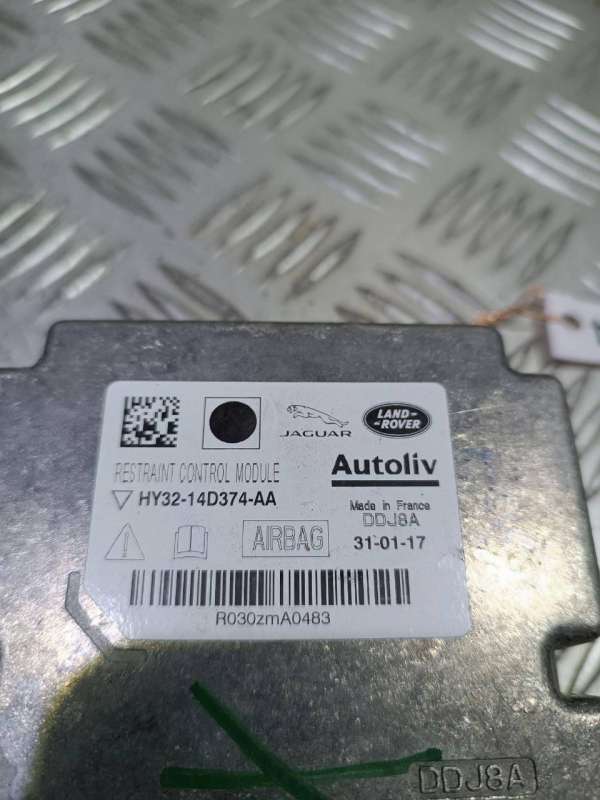 JAGUAR
LAND-
ROVER
RESTRAINT CONTROL MODULE
Autoliv
HY32-14D374-AA
Made in France
DDJ8A
AIRBAG
31-01-17
R030zmA0483
DDJ8A